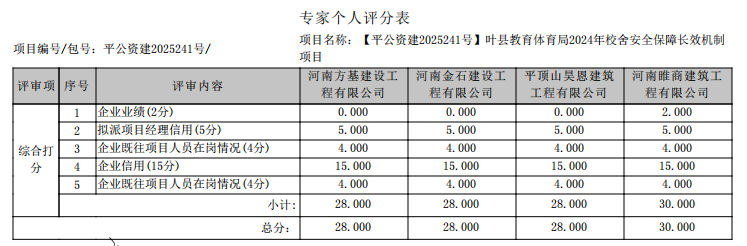 专家个人评分表
项目编号/包号：平公资建2025241号/
项目名称：【平公资建2025241号】叶县教育体育局2024年校舍安全保障长效机制
项目
评审项 序号 评审内容 河南方基建设工程有限公司 河南金石建设工程有限公司 平顶山昊恩建筑工程有限公司 河南睢商建筑工程有限公司
综合打分
1 企业业绩(2分) 0.000 0.000 0.000 2.000
2 拟派项目经理信用(5分) 5.000 5.000 5.000 5.000
3 企业既往项目人员在岗情况(4分) 4.000 4.000 4.000 4.000
4 企业信用(15分) 15.000 15.000 15.000 15.000
5 企业既往项目人员在岗情况(4分) 4.000 4.000 4.000 4.000
小计: 28.000 28.000 28.000 30.000
总分: 28.000 28.000 28.000 30.000